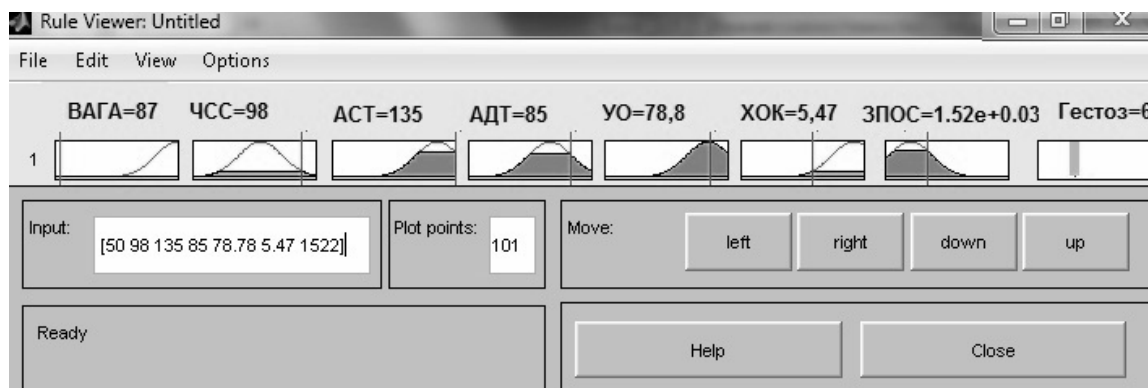 Rule Viewer: Untitled
File Edit View Options
ВАГА=87 ЧСС=98 АСТ=135 АДТ=85 УО=78,8 ХОК=5,47 ЗПОС=1.52e+0.03 Гестоз=6
1
Input: [50 98 135 85 78.78 5.47 1522] Plot points: 101 Move: left right down up
Ready Help Close